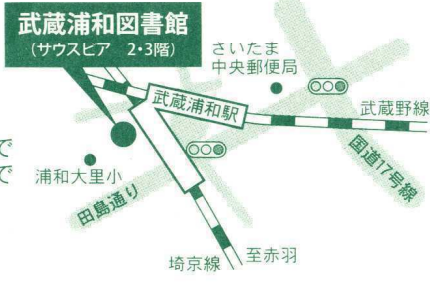 武蔵浦和図書館
(サウスピア 2・3階)
さいたま
中央郵便局
武蔵浦和駅
武蔵野線
で
で
浦和大里小
国道17号線
田島通り
埼京線
至赤羽